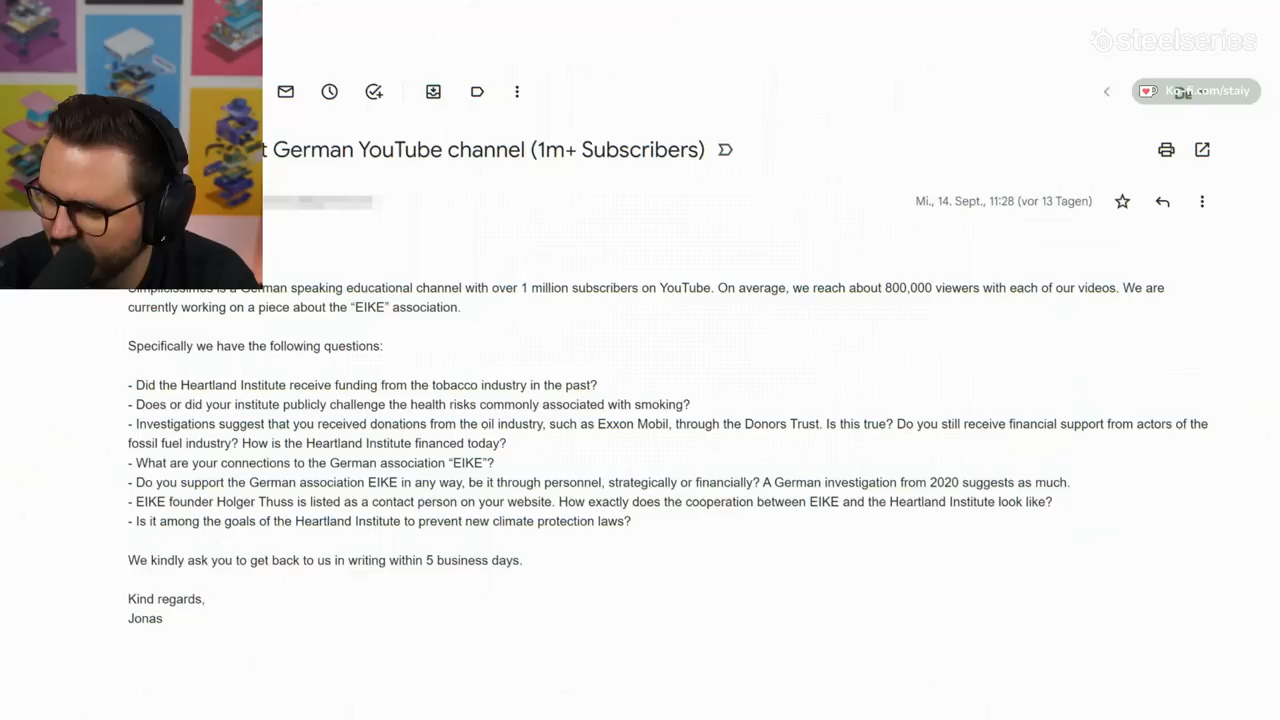 steelseries
Ko-fi.com/staiy
German YouTube channel (1m+ Subscribers)
Mi., 14. Sept., 11:28 (vor 13 Tagen)
Simplicissimus is a German speaking educational channel with over 1 million subscribers on YouTube. On average, we reach about 800,000 viewers with each of our videos. We are
currently working on a piece about the “EIKE” association.
Specifically we have the following questions:
- Did the Heartland Institute receive funding from the tobacco industry in the past?
- Does or did your institute publicly challenge the health risks commonly associated with smoking?
- Investigations suggest that you received donations from the oil industry, such as Exxon Mobil, through the Donors Trust. Is this true? Do you still receive financial support from actors of the
fossil fuel industry? How is the Heartland Institute financed today?
- What are your connections to the German association “EIKE”?
- Do you support the German association EIKE in any way, be it through personnel, strategically or financially? A German investigation from 2020 suggests as much.
- EIKE founder Holger Thuss is listed as a contact person on your website. How exactly does the cooperation between EIKE and the Heartland Institute look like?
- Is it among the goals of the Heartland Institute to prevent new climate protection laws?
We kindly ask you to get back to us in writing within 5 business days.
Kind regards,
Jonas